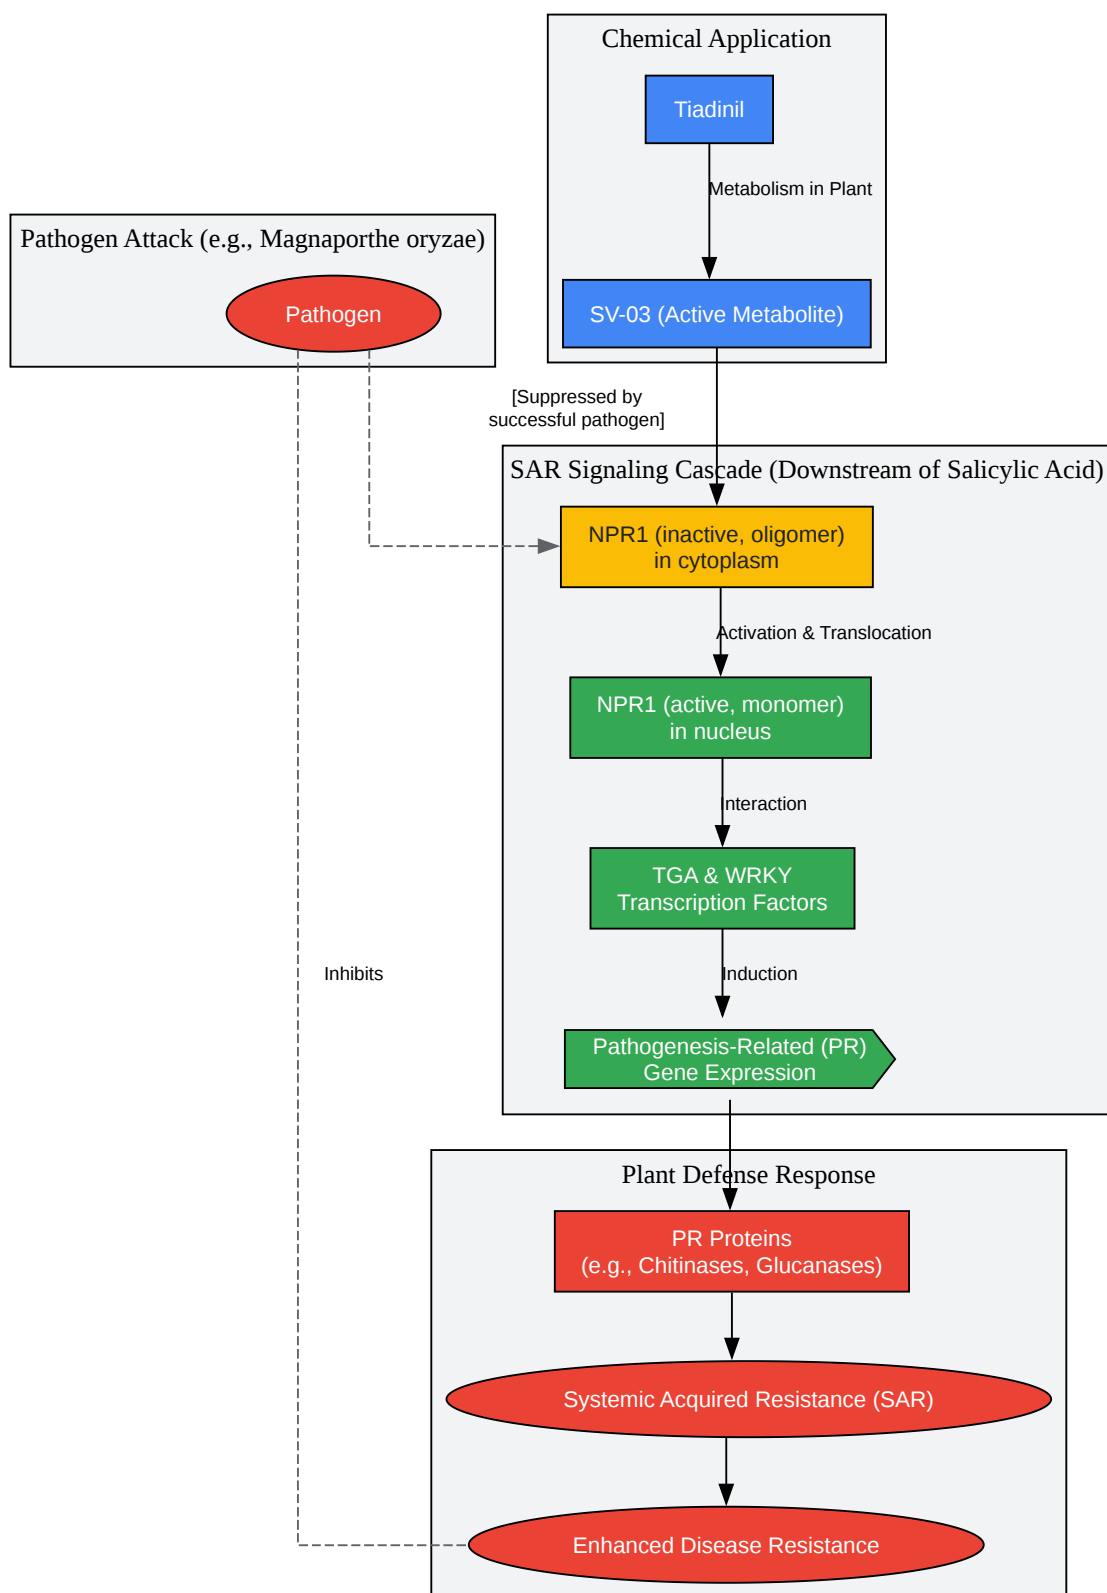 Chemical Application
Tiadinil
Metabolism in Plant
Pathogen Attack (e.g., Magnaporthe oryzae)
Pathogen
SV-03 (Active Metabolite)
[Suppressed by
successful pathogen]
SAR Signaling Cascade (Downstream of Salicylic Acid)
NPR1 (inactive, oligomer)
in cytoplasm
Activation & Translocation
NPR1 (active, monomer)
in nucleus
Interaction
TGA & WRKY
Transcription Factors
Inhibits
Induction
Pathogenesis-Related (PR)
Gene Expression
Plant Defense Response
PR Proteins
(e.g., Chitinases, Glucanases)
Systemic Acquired Resistance (SAR)
Enhanced Disease Resistance